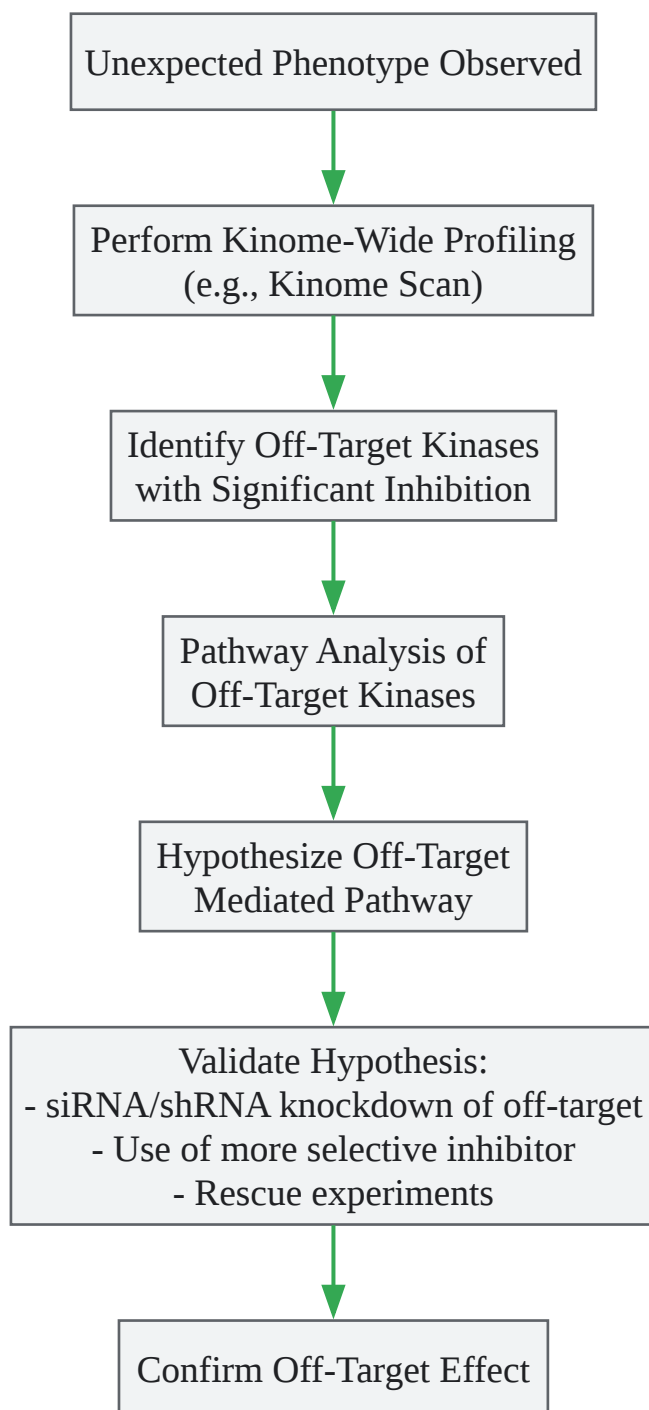 Unexpected Phenotype Observed
Perform Kinome-Wide Profiling
(e.g., Kinome Scan)
Identify Off-Target Kinases
with Significant Inhibition
Pathway Analysis of
Off-Target Kinases
Hypothesize Off-Target
Mediated Pathway
Validate Hypothesis:
- siRNA/shRNA knockdown of off-target
- Use of more selective inhibitor
- Rescue experiments
Confirm Off-Target Effect